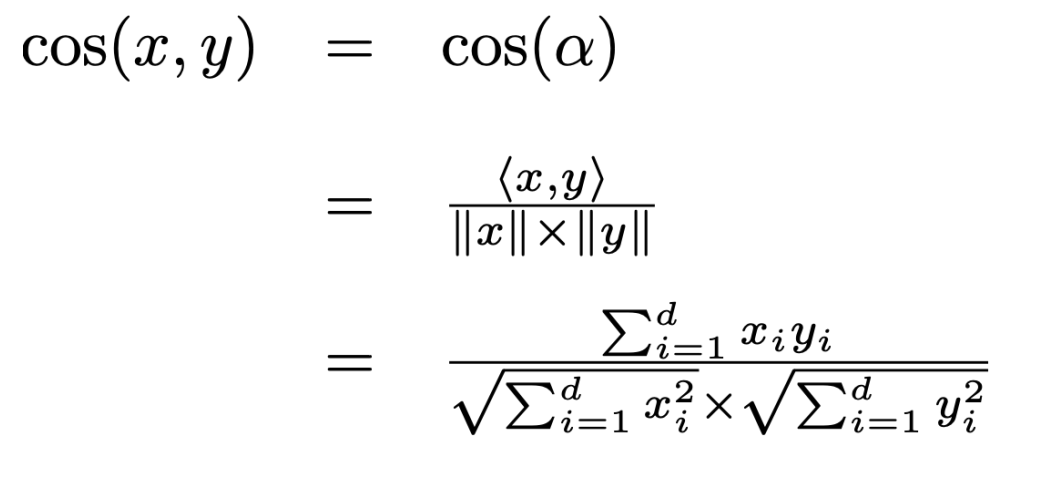 cos(x, y) = cos(α)
= ⟨x,y⟩ / ‖x‖×‖y‖
= ∑_{i=1}^{d} x_i y_i / √(∑_{i=1}^{d} x_i^2) × √(∑_{i=1}^{d} y_i^2)